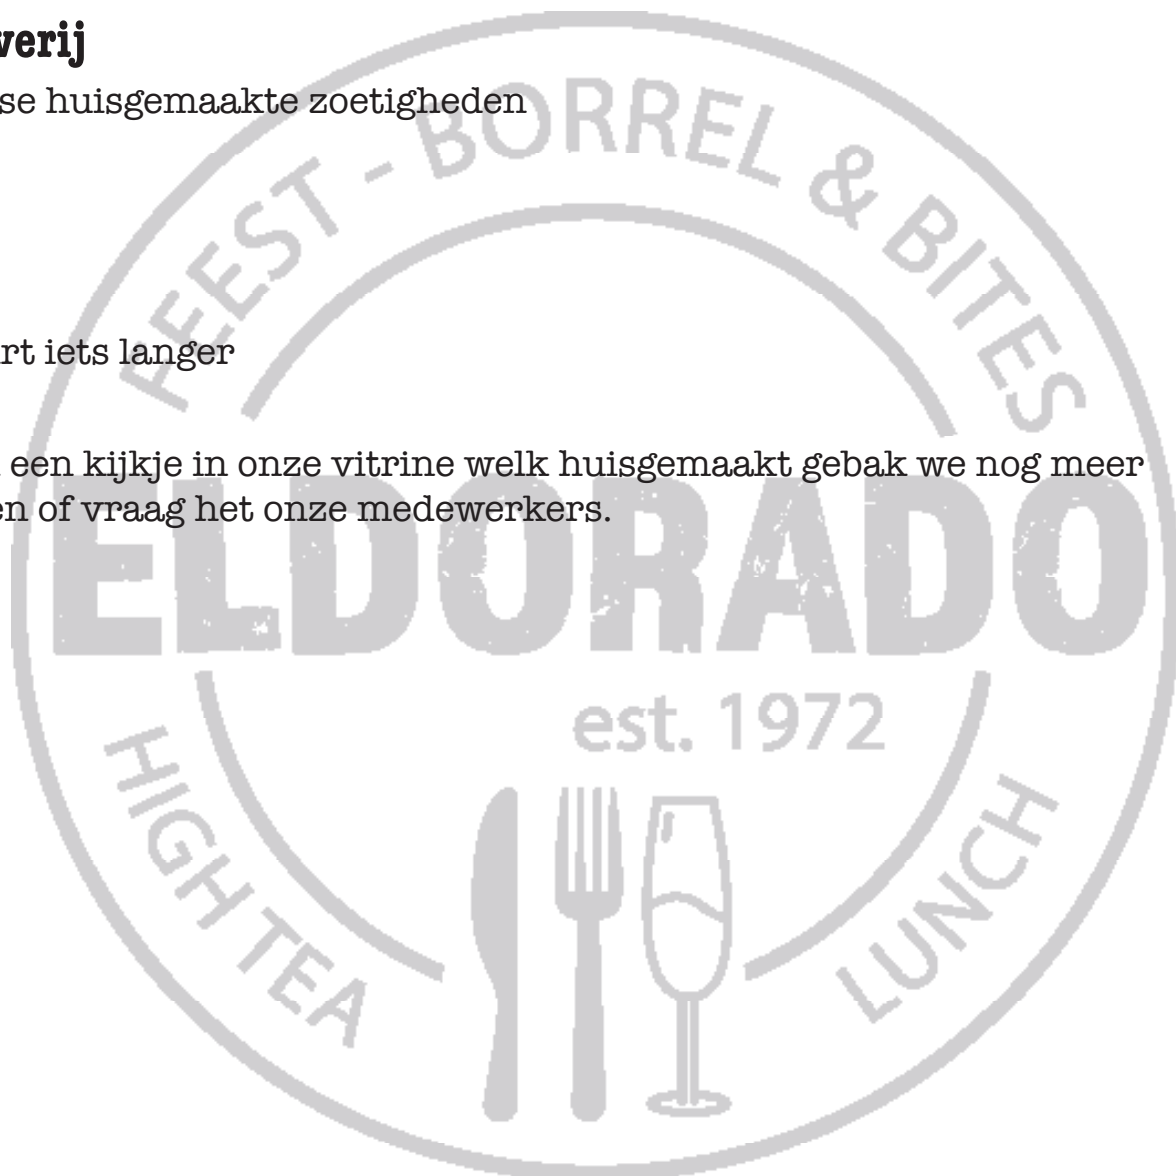 verij
se huisgemaakte zoetigheden
rt iets langer
een kijkje in onze vitrine welk huisgemaakt gebak we nog meer
en of vraag het onze medewerkers.
FEEST - BORREL & BITES
ELDORADO
est. 1972
HIGH TEA
LUNCH